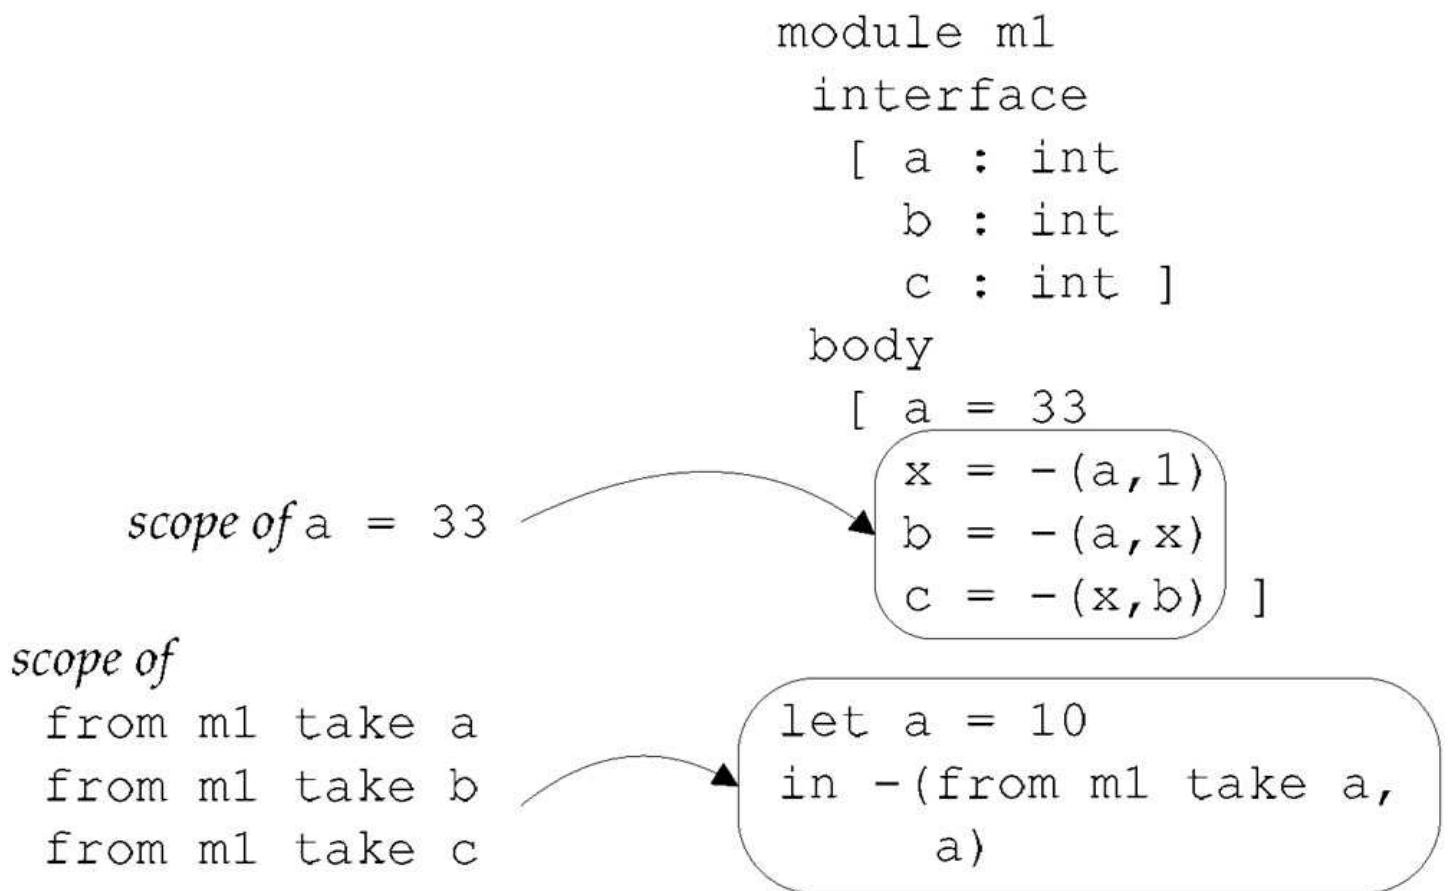 module m1
interface
[ a : int
b : int
c : int ]
body
[ a = 33
x = -(a,1)
scope of a = 33
b = -(a,x)
c = -(x,b) ]
scope of
from m1 take a
from m1 take b
from m1 take c
let a = 10
in -(from m1 take a,
a)